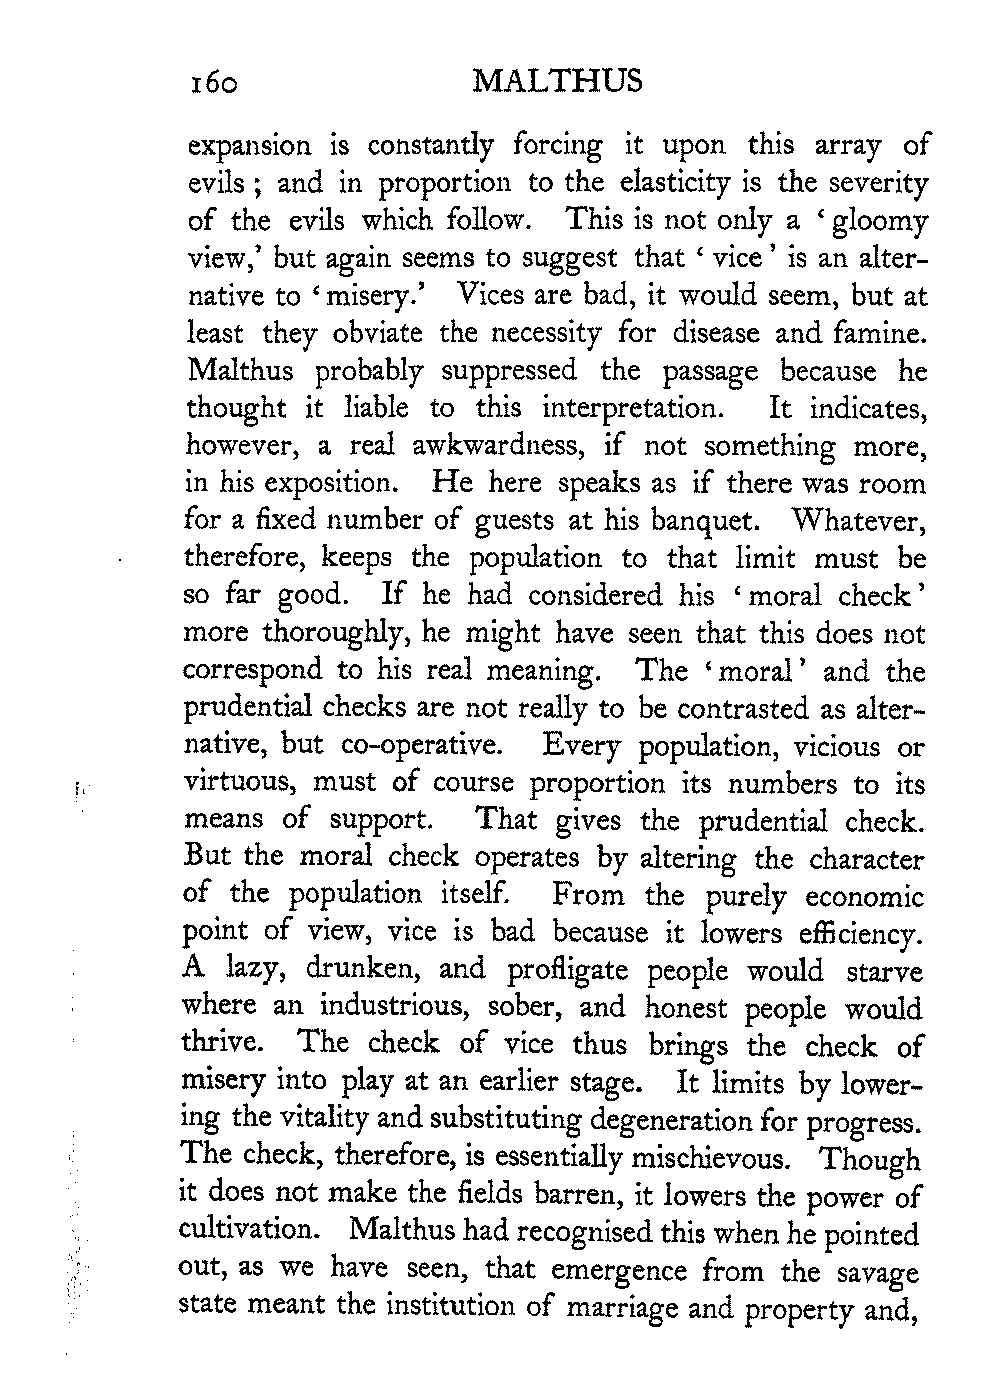 160 MALTHUS
expansion is constantly forcing it upon this array of
evils ; and in proportion to the elasticity is the severity
of the evils which follow. This is not only a ‘ gloomy
view,’ but again seems to suggest that ‘ vice ’ is an alter-
native to ‘ misery.’ Vices are bad, it would seem, but at
least they obviate the necessity for disease and famine.
Malthus probably suppressed the passage because he
thought it liable to this interpretation. It indicates,
however, a real awkwardness, if not something more,
in his exposition. He here speaks as if there was room
for a fixed number of guests at his banquet. Whatever,
therefore, keeps the population to that limit must be
so far good. If he had considered his ‘ moral check ’
more thoroughly, he might have seen that this does not
correspond to his real meaning. The ‘ moral ’ and the
prudential checks are not really to be contrasted as alter-
native, but co-operative. Every population, vicious or
virtuous, must of course proportion its numbers to its
means of support. That gives the prudential check.
But the moral check operates by altering the character
of the population itself. From the purely economic
point of view, vice is bad because it lowers efficiency.
A lazy, drunken, and profligate people would starve
where an industrious, sober, and honest people would
thrive. The check of vice thus brings the check of
misery into play at an earlier stage. It limits by lower-
ing the vitality and substituting degeneration for progress.
The check, therefore, is essentially mischievous. Though
it does not make the fields barren, it lowers the power of
cultivation. Malthus had recognised this when he pointed
out, as we have seen, that emergence from the savage
state meant the institution of marriage and property and,